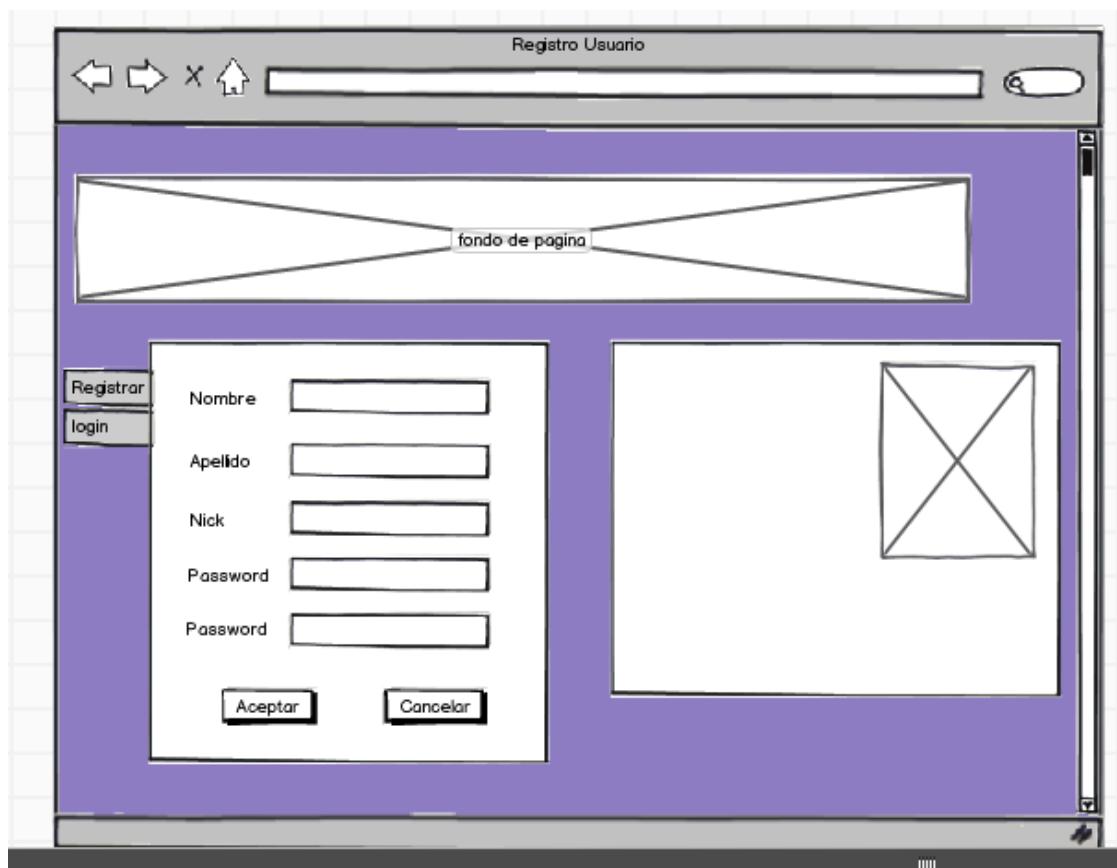 Registro Usuario
fondo de pagina
Registrar
login
Nombre
Apellido
Nick
Password
Password
Aceptar
Cancelar